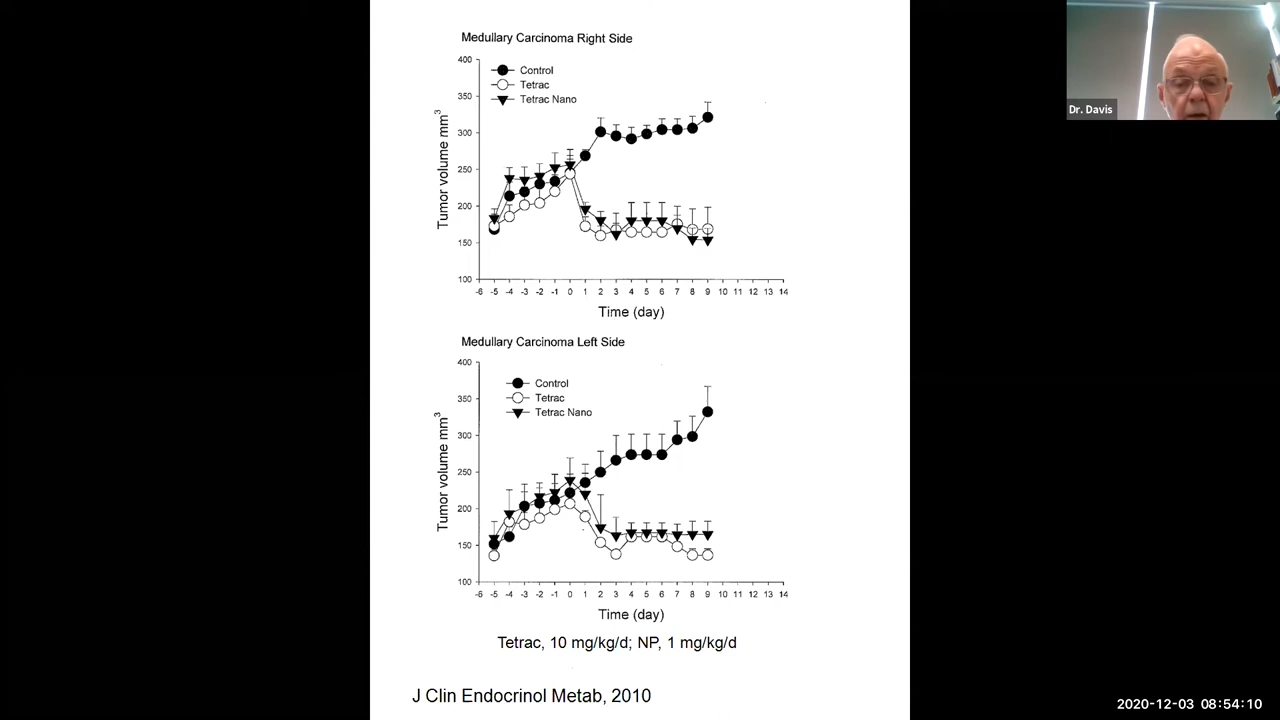 Medullary Carcinoma Right Side
400
350
300
250
200
150
100
Tumor volume mm³
Control
Tetrac
Tetrac Nano
-6 -5 -4 -3 -2 -1 0 1 2 3 4 5 6 7 8 9 10 11 12 13 14
Time (day)
Medullary Carcinoma Left Side
400
350
300
250
200
150
100
Tumor volume mm³
Control
Tetrac
Tetrac Nano
-6 -5 -4 -3 -2 -1 0 1 2 3 4 5 6 7 8 9 10 11 12 13 14
Time (day)
Tetrac, 10 mg/kg/d; NP, 1 mg/kg/d
J Clin Endocrinol Metab, 2010
Dr. Davis
2020-12-03 08:54:10